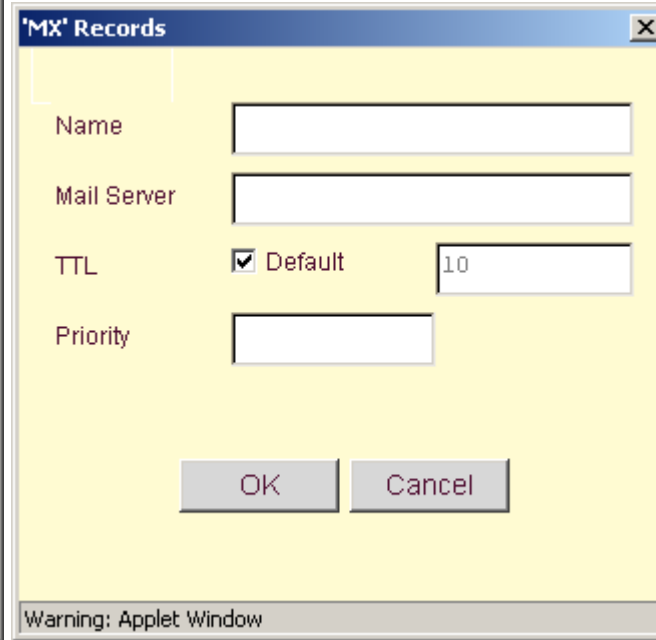 'MX' Records
Name
Mail Server
TTL Default 10
Priority
OK Cancel
Warning: Applet Window